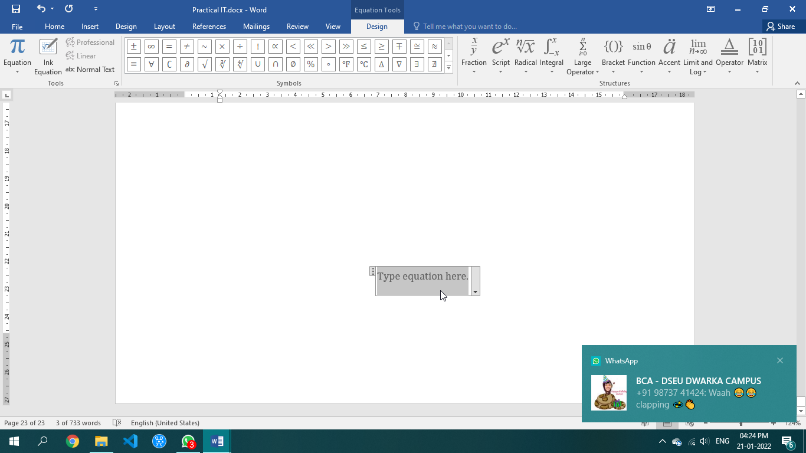 Practical IT.docx - Word
Equation Tools
File Home Insert Design Layout References Mailings Review View Design Tell me what you want to do... Share
Equation Ink Equation
Professional
Linear
abc Normal Text
Tools
± ∞ = ≠ ~ × ÷ ! ∝ < ≪ > ≫ ≤ ≥ ∓ ≅ ≈
≡ ∀ ∁ ∂ √ ∛ ∜ ∪ ∩ ∅ % ° °F °C ∆ ∇ ∃ ∄
Symbols
Fraction Script Radical Integral Large Operator Bracket Function Accent Limit and Log Operator Matrix
Structures
Type equation here.
WhatsApp
BCA - DSEU DWARKA CAMPUS
+91 98737 41424: Waah 😂😂
clapping 👏
Page 23 of 23 3 of 733 words English (United States)
ENG 04:24 PM
21-01-2022